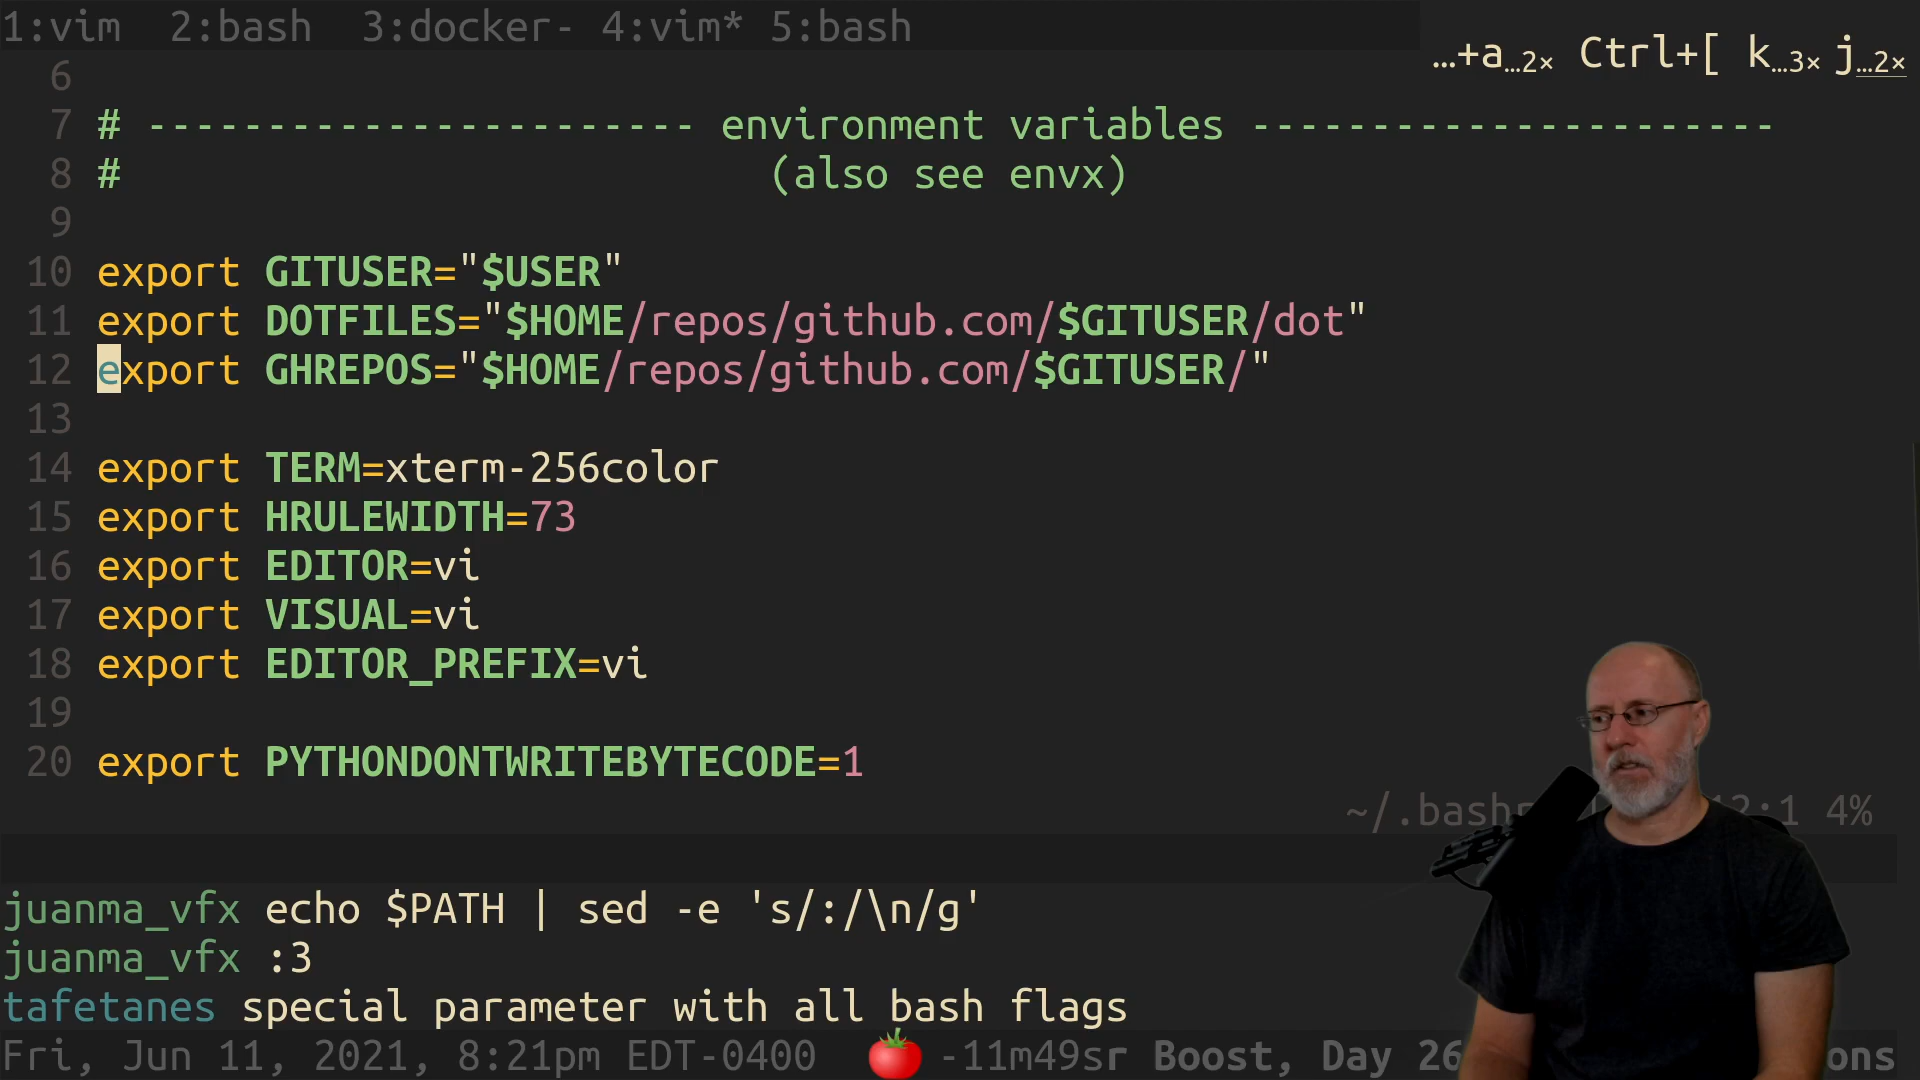 1:vim 2:bash 3:docker- 4:vim* 5:bash
…+a…2× Ctrl+[ k…3× j…2×
6
7 # ----------------------- environment variables ----------------------
8 # (also see envx)
9
10 export GITUSER="$USER"
11 export DOTFILES="$HOME/repos/github.com/$GITUSER/dot"
12 export GHREPOS="$HOME/repos/github.com/$GITUSER/"
13
14 export TERM=xterm-256color
15 export HRULEWIDTH=73
16 export EDITOR=vi
17 export VISUAL=vi
18 export EDITOR_PREFIX=vi
19
20 export PYTHONDONTWRITEBYTECODE=1
4%
juanma_vfx echo $PATH | sed -e 's/:/\n/g'
juanma_vfx :3
tafetanes special parameter with all bash flags
Fri, Jun 11, 2021, 8:21pm EDT-0400 🍅 -11m49sr Boost, Day 26